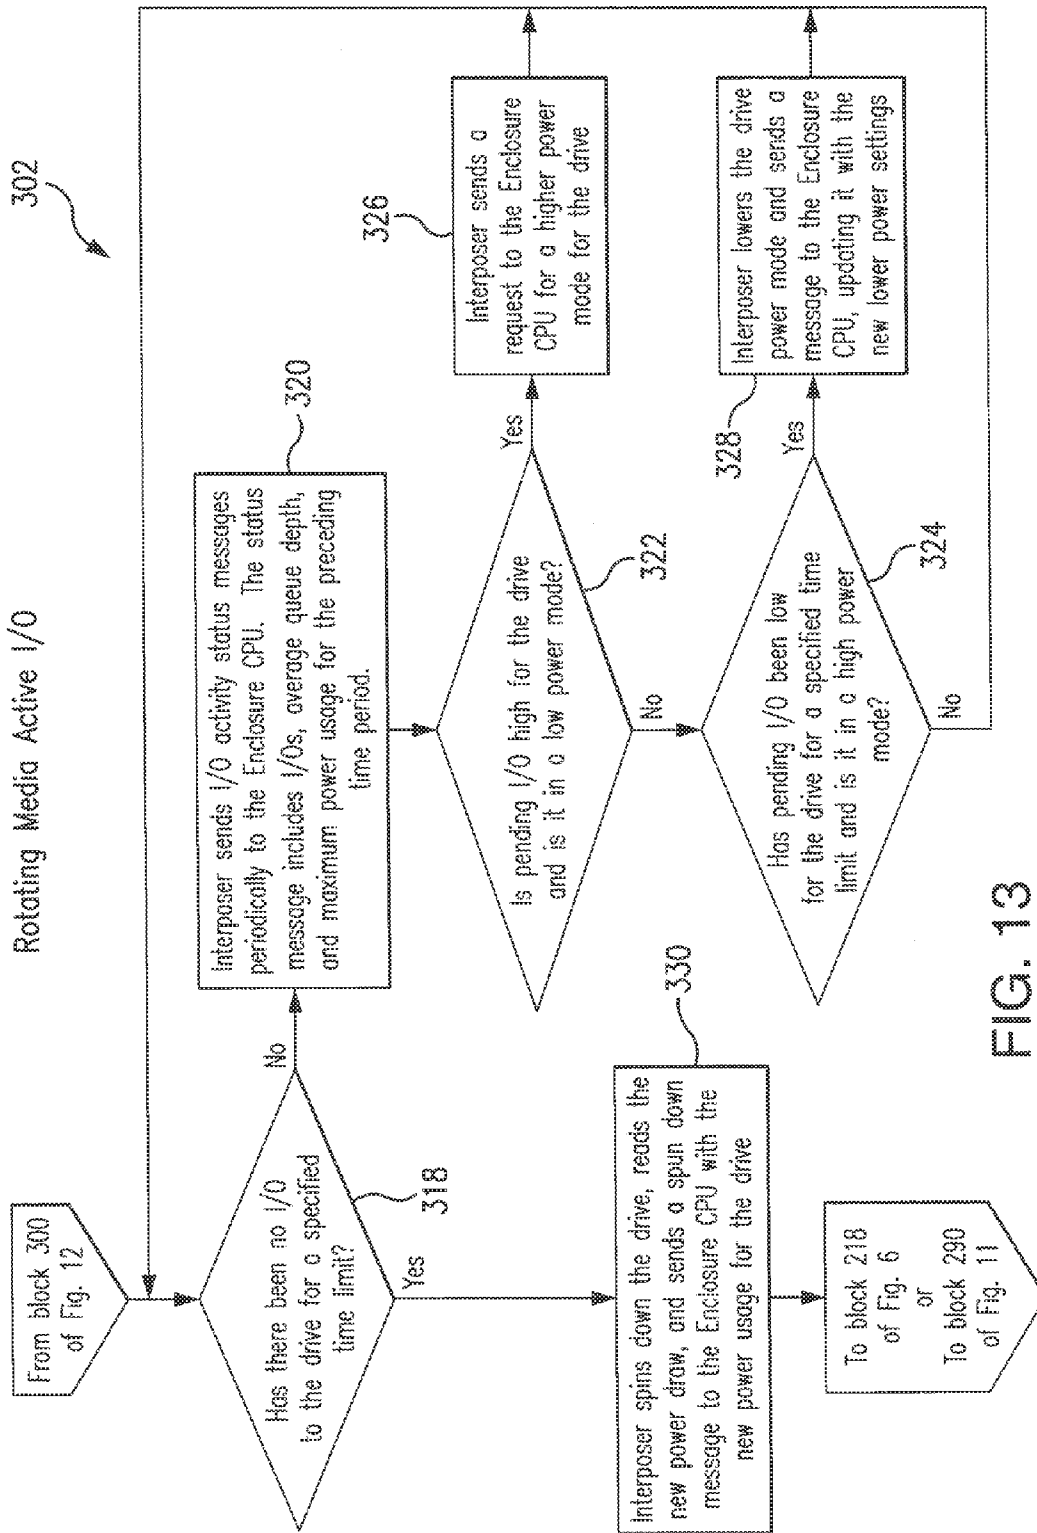 Rotating Media Active I/O
302
From block 300
of Fig. 12
Has there been no I/O
to the drive for a specified
time limit?
318
No
Yes
Interposer sends I/O activity status messages
periodically to the Enclosure CPU. The status
message includes I/Os, average queue depth,
and maximum power usage for the preceding
time period.
320
Is pending I/O high for the drive
and is it in a low power mode?
322
Yes
No
Interposer sends a
request to the Enclosure
CPU for a higher power
mode for the drive
326
Has pending I/O been low
for the drive for a specified time
limit and is it in a high power
mode?
324
Yes
No
Interposer lowers the drive
power mode and sends a
message to the Enclosure
CPU, updating it with the
new lower power settings
328
Interposer spins down the drive, reads the
new power draw, and sends a spun down
message to the Enclosure CPU with the
new power usage for the drive
330
To block 218
of Fig. 6
or
To block 290
of Fig. 11
FIG. 13